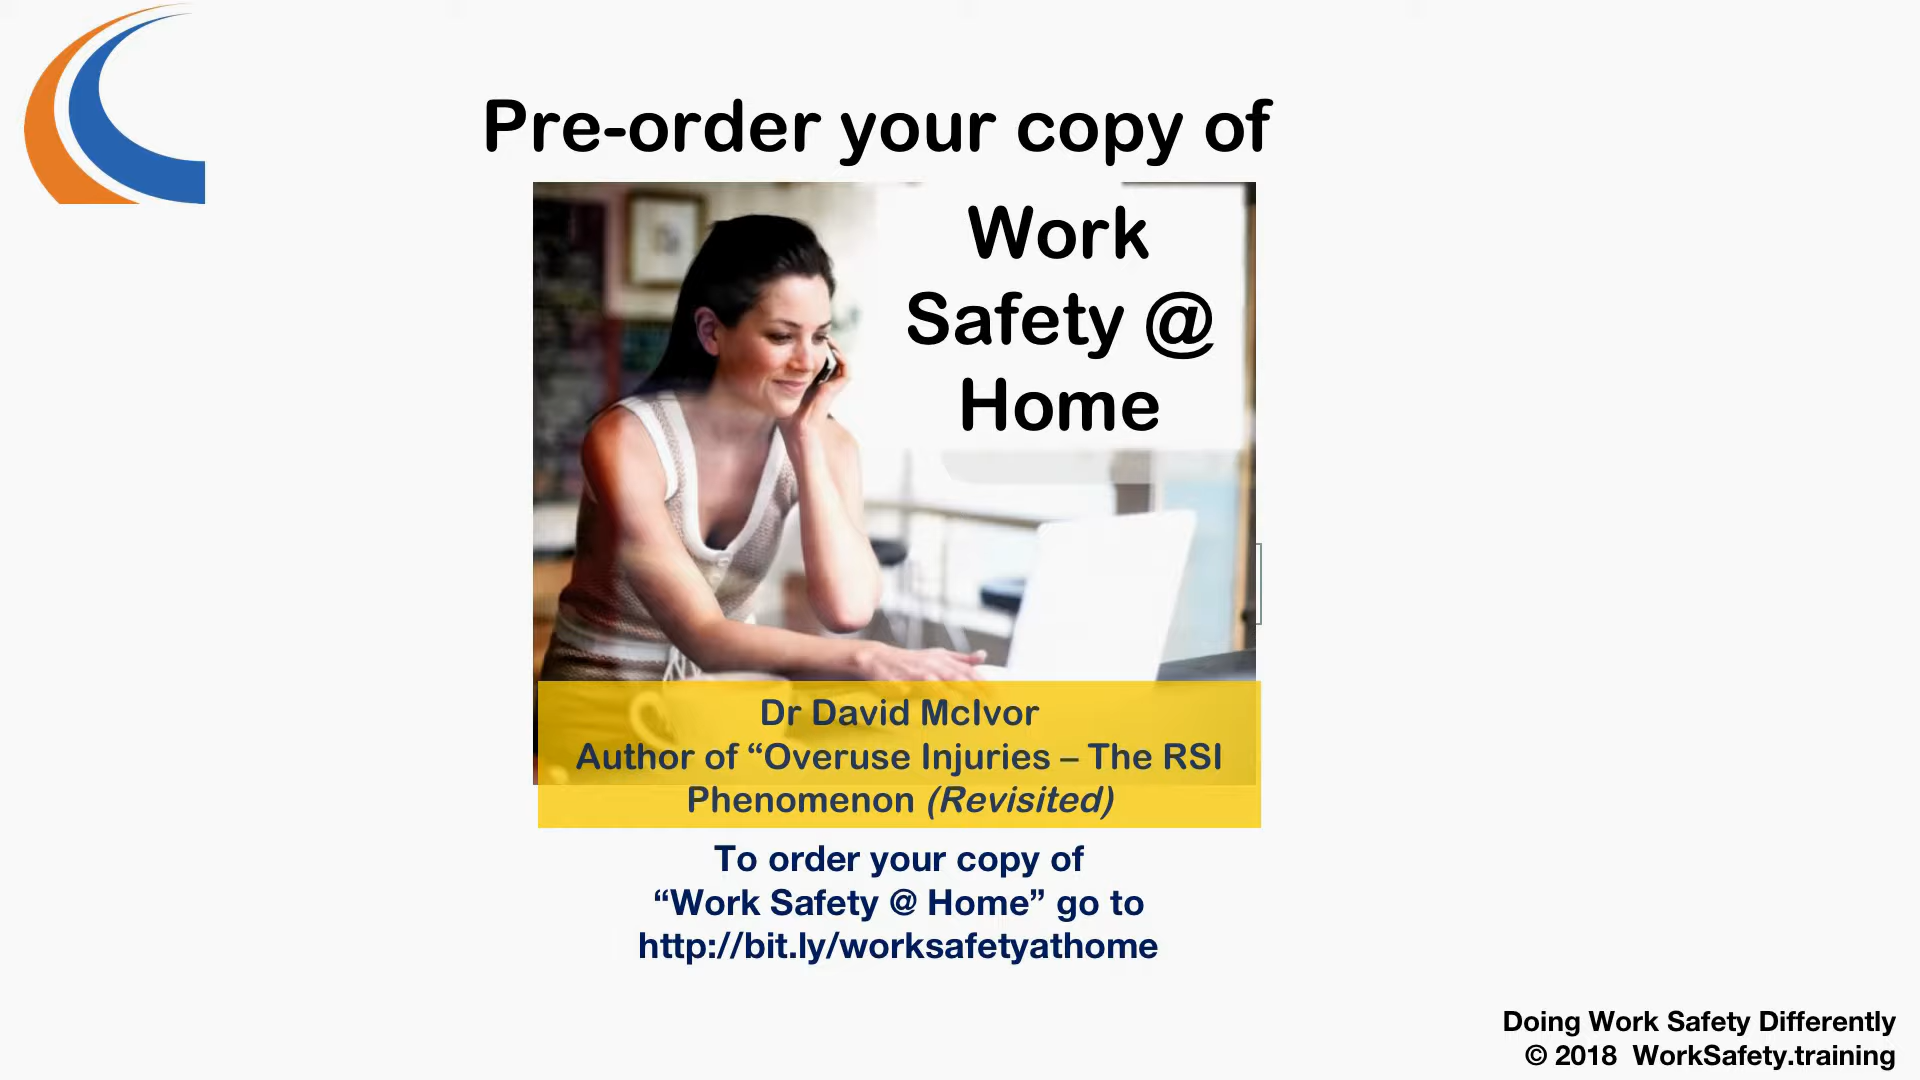 Pre-order your copy of
Work
Safety @
Home
Dr David McIvor
Author of “Overuse Injuries – The RSI
Phenomenon (Revisited)
To order your copy of
“Work Safety @ Home” go to
http://bit.ly/worksafetyathome
Doing Work Safety Differently
© 2018 WorkSafety.training